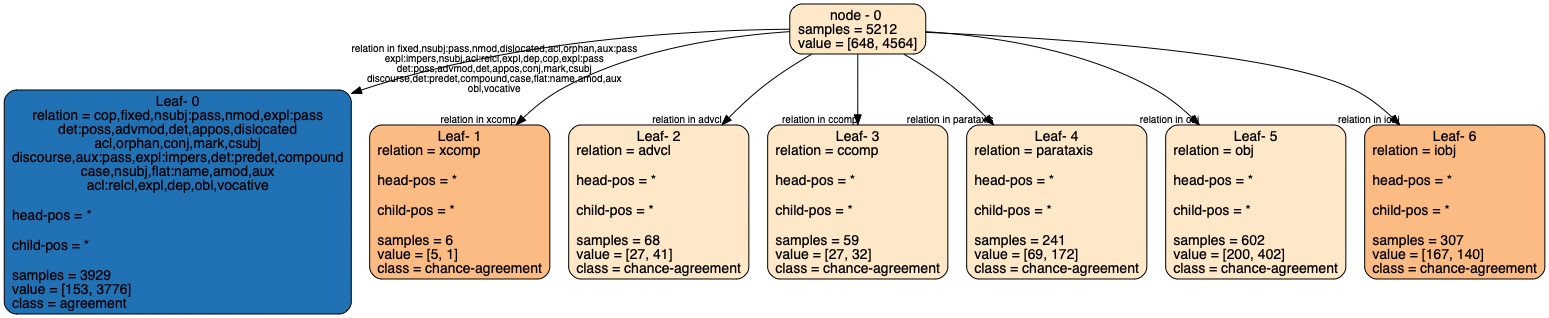 node - 0
samples = 5212
value = [648, 4564]
relation in fixed,nsubj:pass,nmod,dislocated,acl,orphan,aux:pass
expl:impers,nsubj,acl:relcl,expl,dep,cop,expl:pass
det:poss,advmod,det,appos,conj,mark,csubj
discourse,det:predet,compound,case,flat:name,amod,aux
obl,vocative
relation in xcomp
relation in advcl
relation in ccomp
relation in parataxis
relation in obj
relation in iobj
Leaf- 0
relation = cop,fixed,nsubj:pass,nmod,expl:pass
det:poss,advmod,det,appos,dislocated
acl,orphan,conj,mark,csubj
discourse,aux:pass,expl:impers,det:predet,compound
case,nsubj,flat:name,amod,aux
acl:relcl,expl,dep,obl,vocative
head-pos = *
child-pos = *
samples = 3929
value = [153, 3776]
class = agreement
Leaf- 1
relation = xcomp
head-pos = *
child-pos = *
samples = 6
value = [5, 1]
class = chance-agreement
Leaf- 2
relation = advcl
head-pos = *
child-pos = *
samples = 68
value = [27, 41]
class = chance-agreement
Leaf- 3
relation = ccomp
head-pos = *
child-pos = *
samples = 59
value = [27, 32]
class = chance-agreement
Leaf- 4
relation = parataxis
head-pos = *
child-pos = *
samples = 241
value = [69, 172]
class = chance-agreement
Leaf- 5
relation = obj
head-pos = *
child-pos = *
samples = 602
value = [200, 402]
class = chance-agreement
Leaf- 6
relation = iobj
head-pos = *
child-pos = *
samples = 307
value = [167, 140]
class = chance-agreement